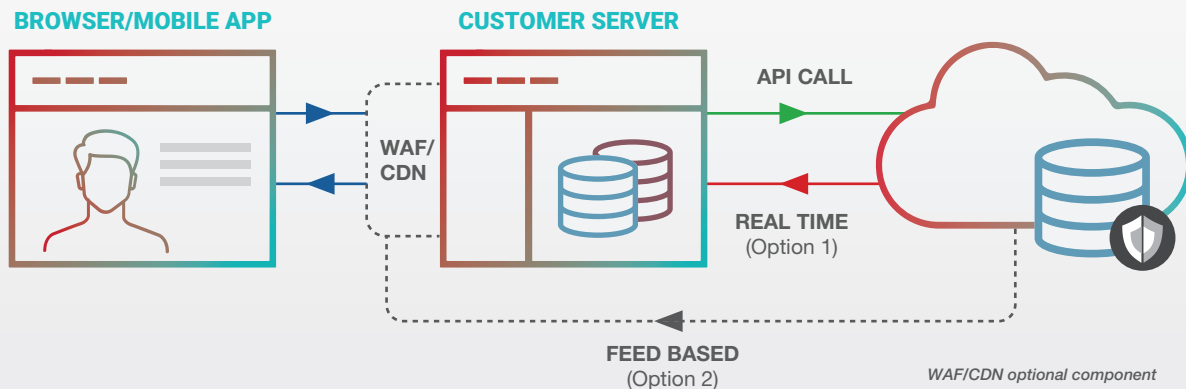 BROWSER/MOBILE APP
CUSTOMER SERVER
API CALL
WAF/
CDN
REAL TIME
(Option 1)
FEED BASED
(Option 2)
WAF/CDN optional component